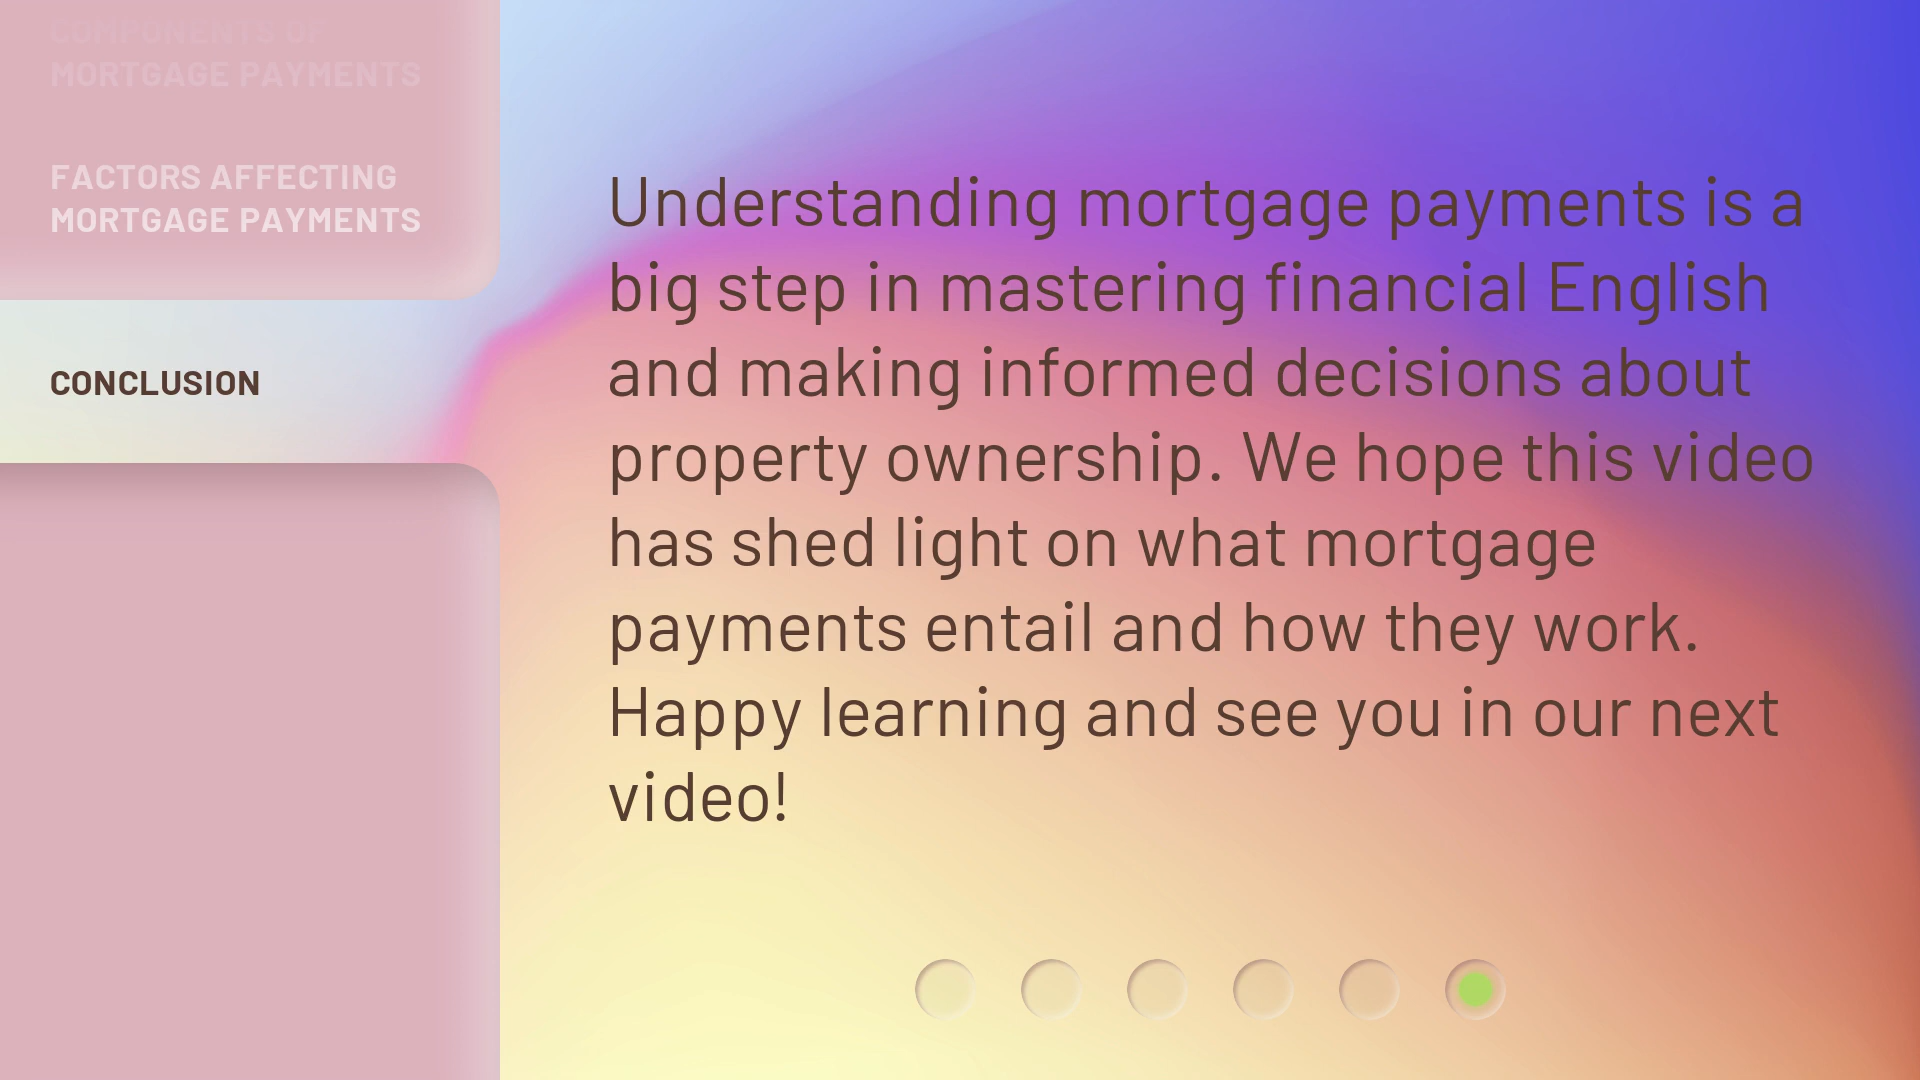 COMPONENTS OF
MORTGAGE PAYMENTS
FACTORS AFFECTING
MORTGAGE PAYMENTS
CONCLUSION
Understanding mortgage payments is a
big step in mastering financial English
and making informed decisions about
property ownership. We hope this video
has shed light on what mortgage
payments entail and how they work.
Happy learning and see you in our next
video!